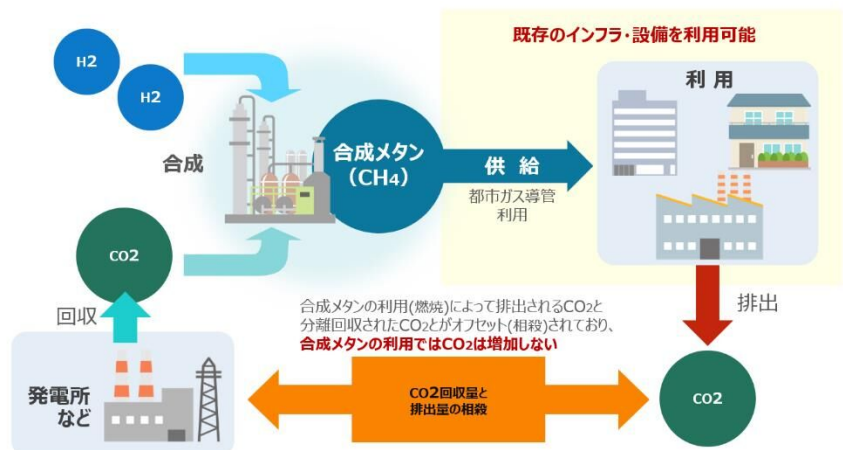 既存のインフラ・設備を利用可能
H2
H2
利用
合成
合成メタン
（CH4）
供給
都市ガス導管
利用
CO2
回収
合成メタンの利用(燃焼)によって排出されるCO2と
分離回収されたCO2とがオフセット(相殺)されており、
合成メタンの利用ではCO2は増加しない
排出
発電所
など
CO2回収量と
排出量の相殺
CO2